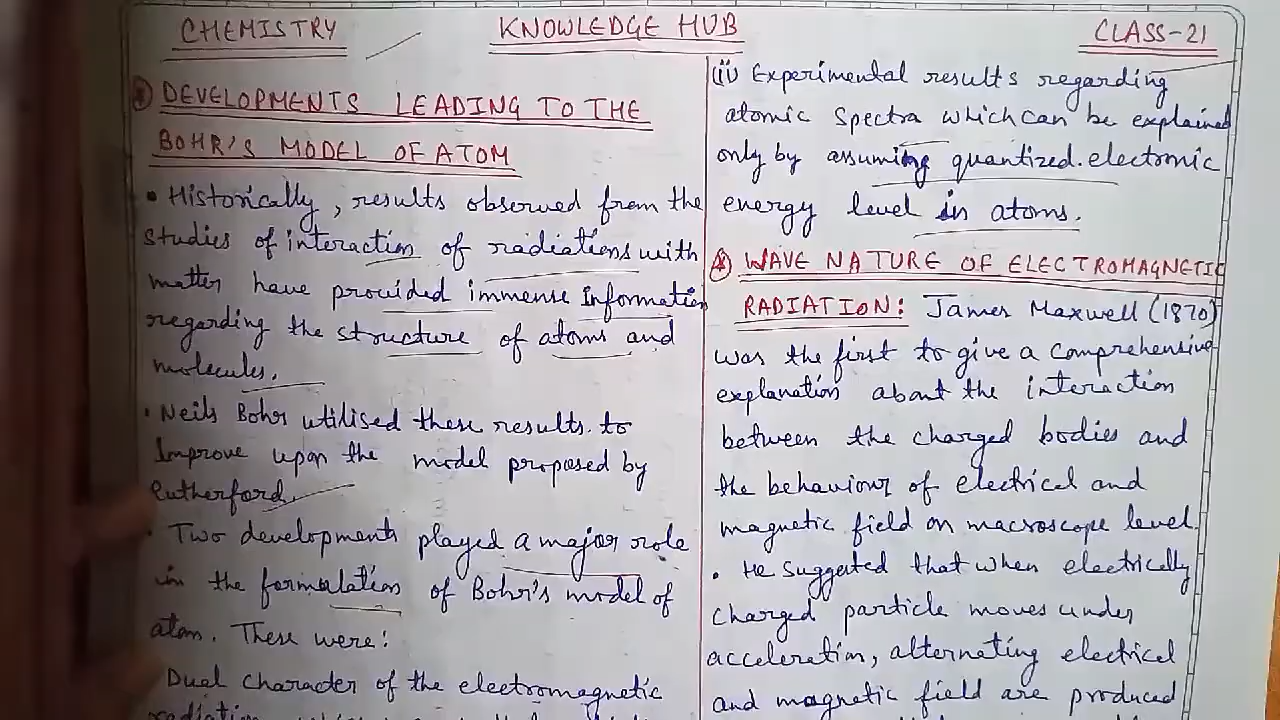 CHEMISTRY
KNOWLEDGE HUB
CLASS-21
DEVELOPMENTS LEADING TO THE
BOHR'S MODEL OF ATOM
• Historically, results observed from the
studies of interaction of radiations with
matter have provided immense information
regarding the structure of atoms and
molecules.
• Neils Bohr utilised these results to
Improve upon the model proposed by
Rutherford
• Two developments played a major role
in the formulation of Bohr's model of
atom. These were:
Dual character of the electromagnetic
radiation
(ii) Experimental results regarding
atomic spectra which can be explained
only by assuming quantized electronic
energy level in atoms.
WAVE NATURE OF ELECTROMAGNETIC
RADIATION: James Maxwell (1870)
was the first to give a comprehensive
explanation about the interaction
between the charged bodies and
the behaviour of electrical and
magnetic field on macroscope level.
• He suggested that when electrically
charged particle moves under
acceleration, alternating electrical
and magnetic field are produced